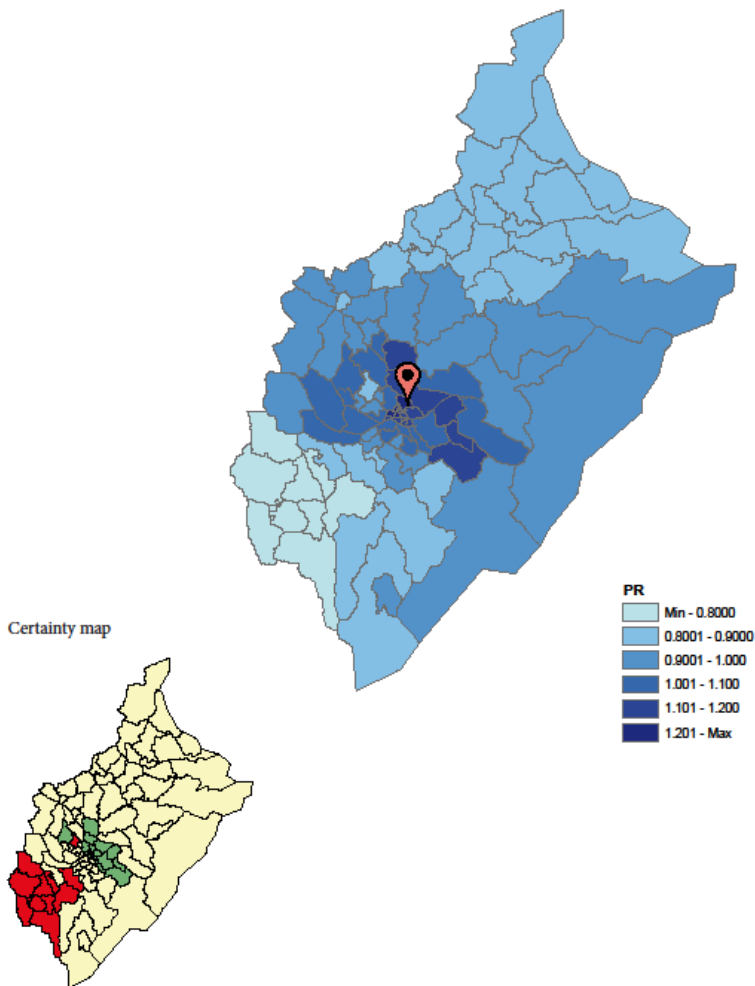 PR
Min - 0.8000
0.8001 - 0.9000
0.9001 - 1.000
1.001 - 1.100
1.101 - 1.200
1.201 - Max
Certainty map